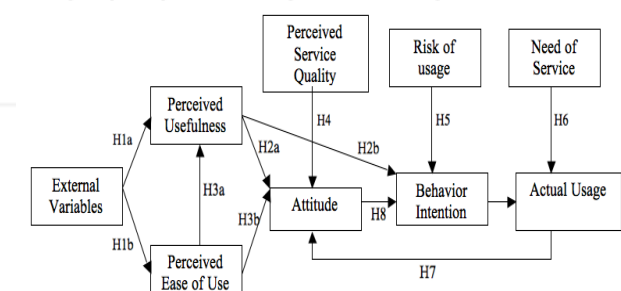 Perceived
Service
Quality
Risk of
usage
Need of
Service
Perceived
Usefulness
H4
H5
H6
H1a
H2a
H2b
External
Variables
H3a
H3b
Attitude
H8
Behavior
Intention
Actual Usage
H1b
Perceived
Ease of Use
H7